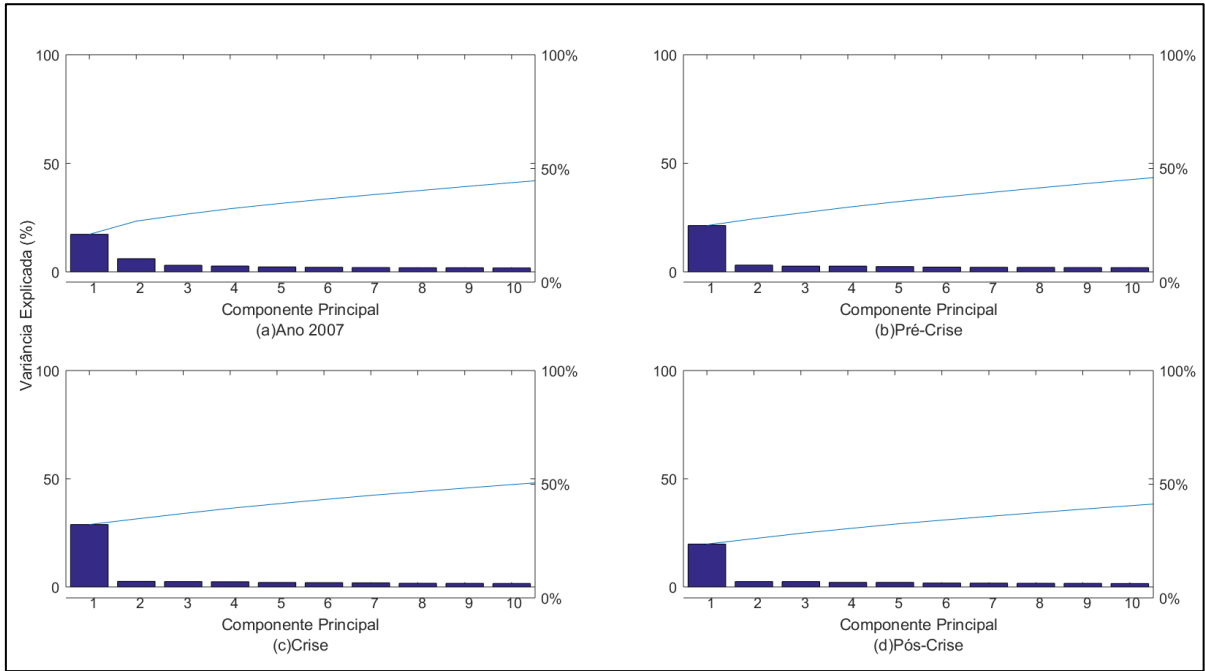 Variância Explicada (%)
100
50
0
100%
50%
0%
1 2 3 4 5 6 7 8 9 10
Componente Principal
(a)Ano 2007
100
50
0
100%
50%
0%
1 2 3 4 5 6 7 8 9 10
Componente Principal
(b)Pré-Crise
100
50
0
100%
50%
0%
1 2 3 4 5 6 7 8 9 10
Componente Principal
(c)Crise
100
50
0
100%
50%
0%
1 2 3 4 5 6 7 8 9 10
Componente Principal
(d)Pós-Crise